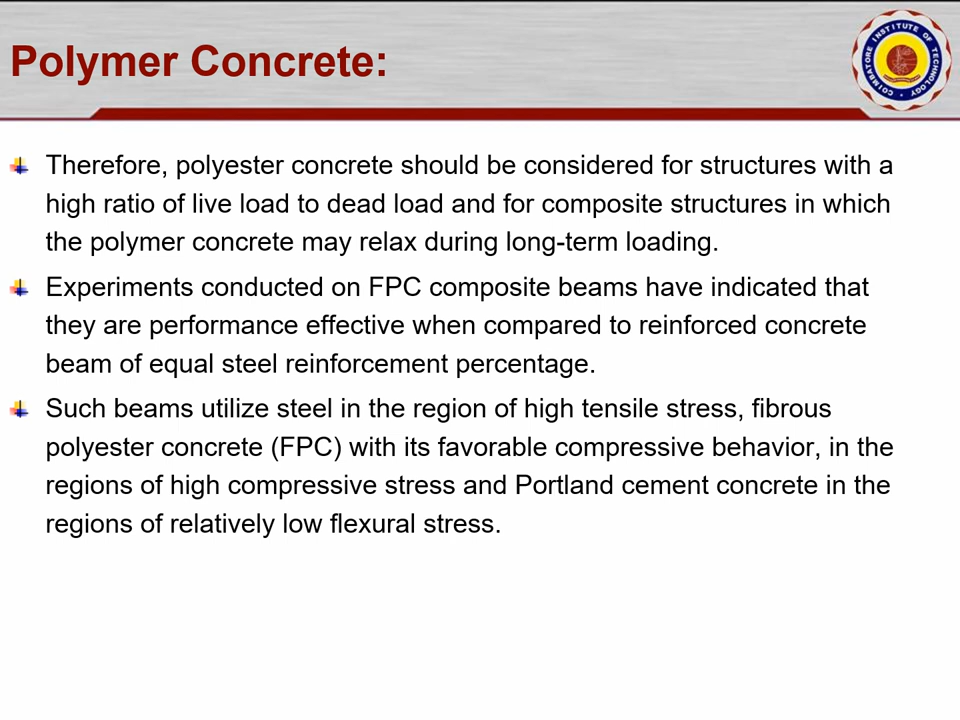 Polymer Concrete:
COIMBATORE INSTITUTE OF TECHNOLOGY
Therefore, polyester concrete should be considered for structures with a
high ratio of live load to dead load and for composite structures in which
the polymer concrete may relax during long-term loading.
Experiments conducted on FPC composite beams have indicated that
they are performance effective when compared to reinforced concrete
beam of equal steel reinforcement percentage.
Such beams utilize steel in the region of high tensile stress, fibrous
polyester concrete (FPC) with its favorable compressive behavior, in the
regions of high compressive stress and Portland cement concrete in the
regions of relatively low flexural stress.